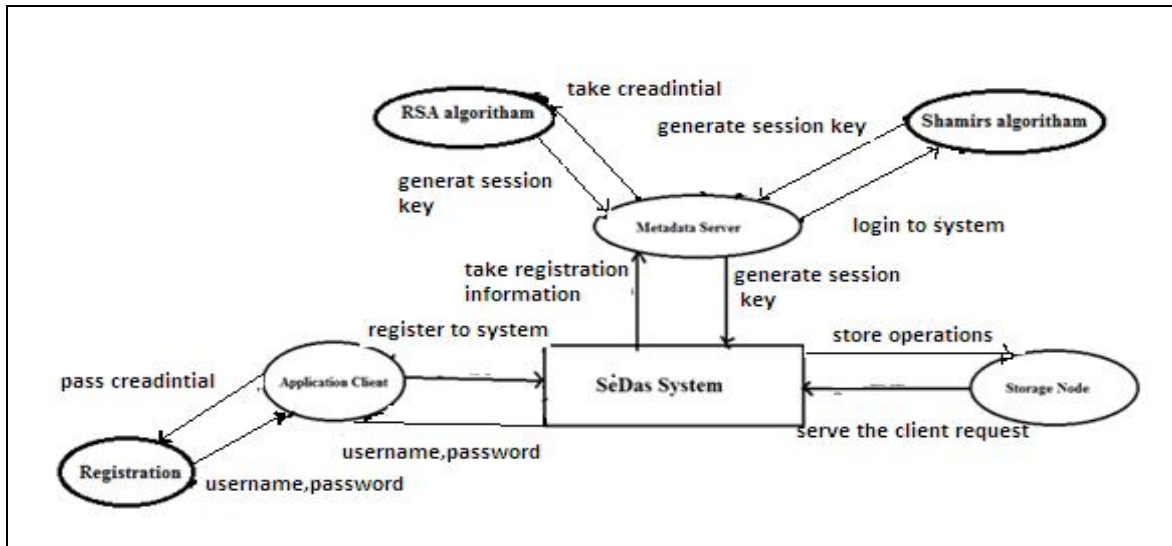 take creadintial
RSA algoritham
generate session key
Shamirs algoritham
generat session
key
Metadata Server
login to system
take registration
information
generate session
key
register to system
store operations
pass creadintial
Application Client
SeDas System
Storage Node
serve the client request
username,password
Registration
username,password